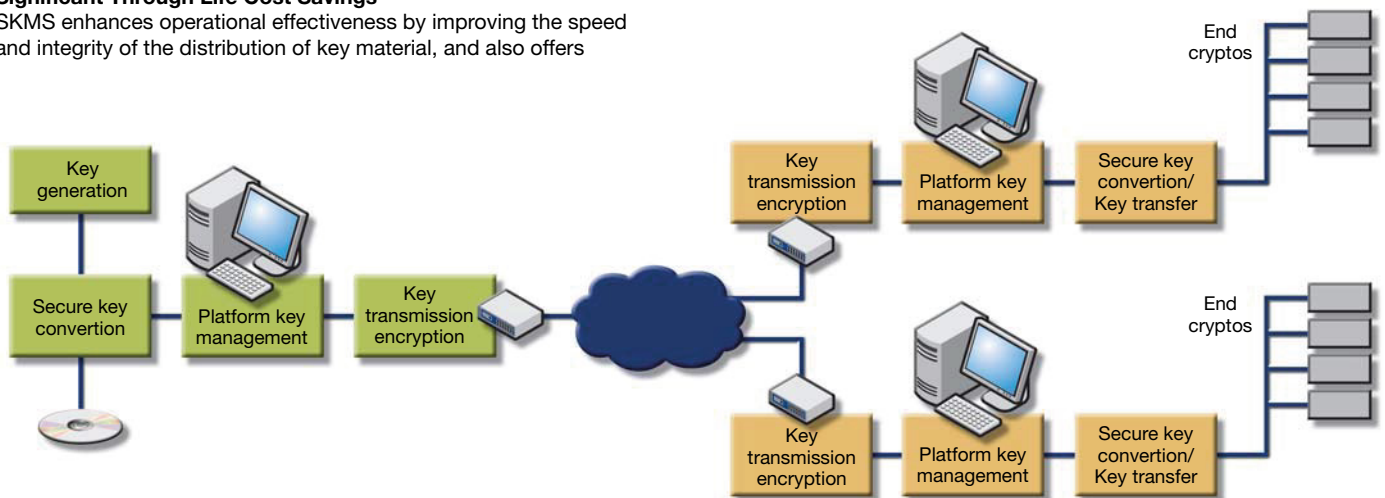 Significant Through Life Cost Savings
SKMS enhances operational effectiveness by improving the speed
and integrity of the distribution of key material, and also offers
Key
generation
Secure key
convertion
Platform key
management
Key
transmission
encryption
Key
transmission
encryption
Platform key
management
Secure key
convertion/
Key transfer
End
cryptos
Key
transmission
encryption
Platform key
management
Secure key
convertion/
Key transfer
End
cryptos